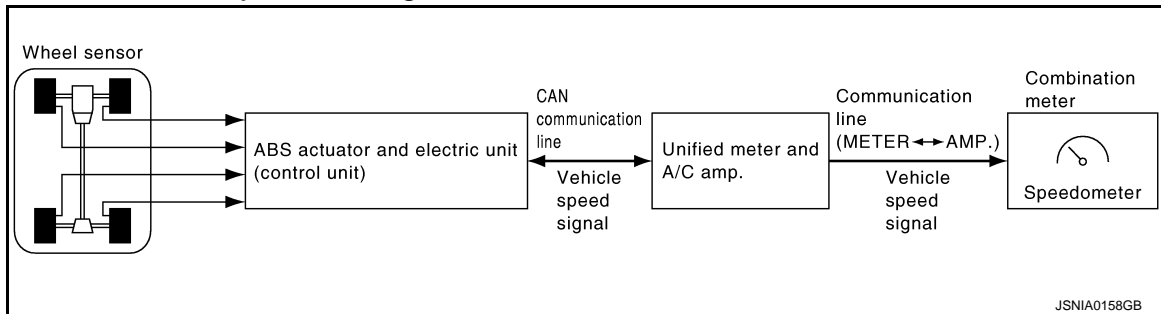 Wheel sensor
ABS actuator and electric unit
(control unit)
CAN
communication
line
Vehicle
speed
signal
Unified meter and
A/C amp.
Communication
line
(METER↔AMP.)
Vehicle
speed
signal
Combination
meter
Speedometer
JSNIA0158GB